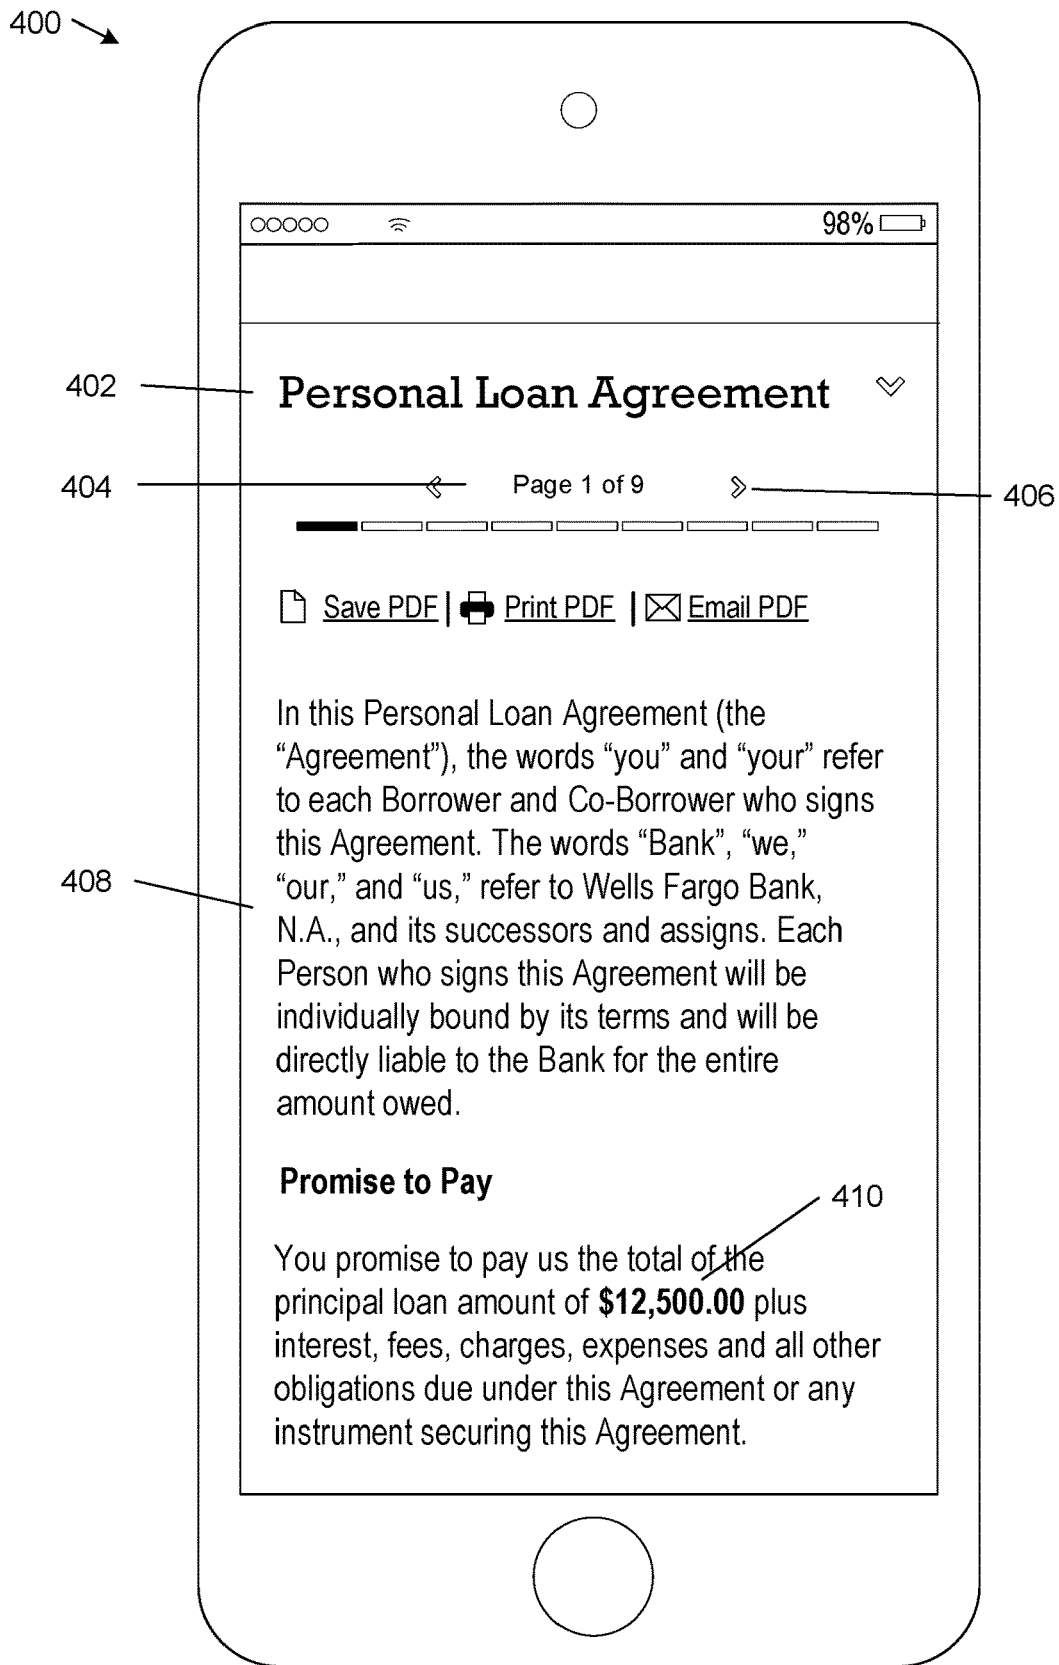 400
98%
402
Personal Loan Agreement
404
Page 1 of 9
406
Save PDF | Print PDF | Email PDF
In this Personal Loan Agreement (the
“Agreement”), the words “you” and “your” refer
to each Borrower and Co-Borrower who signs
this Agreement. The words “Bank”, “we,”
408
“our,” and “us,” refer to Wells Fargo Bank,
N.A., and its successors and assigns. Each
Person who signs this Agreement will be
individually bound by its terms and will be
directly liable to the Bank for the entire
amount owed.
Promise to Pay
410
You promise to pay us the total of the
principal loan amount of $12,500.00 plus
interest, fees, charges, expenses and all other
obligations due under this Agreement or any
instrument securing this Agreement.